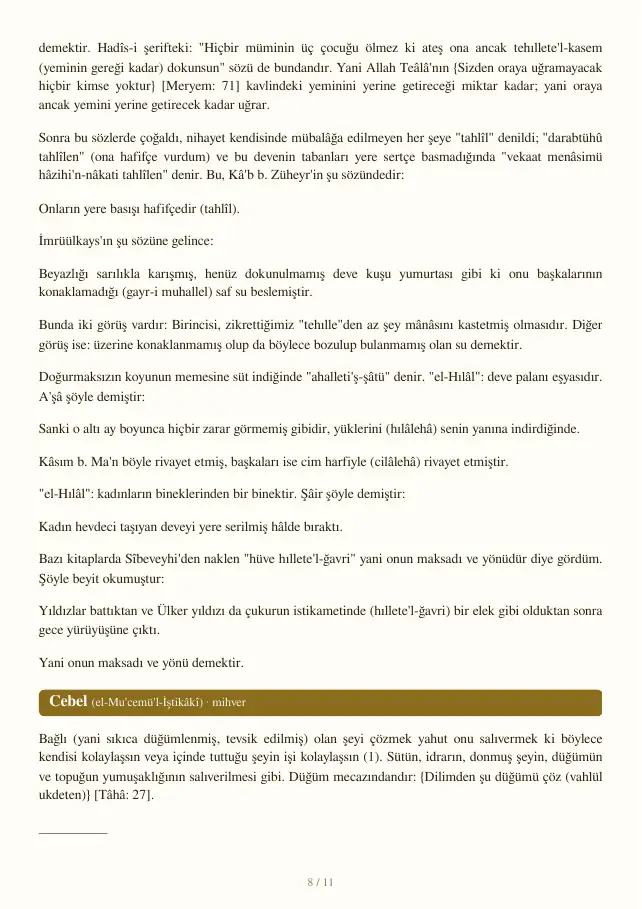 demektir. Hadîs-i şerifteki: "Hiçbir müminin üç çocuğu ölmez ki ateş ona ancak tehıllete'l-kasem
(yeminin gereği kadar) dokunsun" sözü de bundandır. Yani Allah Teâlâ'nın {Sizden oraya uğramayacak
hiçbir kimse yoktur} [Meryem: 71] kavlindeki yeminini yerine getireceği miktar kadar; yani oraya
ancak yemini yerine getirecek kadar uğrar.
Sonra bu sözlerde çoğaldı, nihayet kendisinde mübalâğa edilmeyen her şeye "tahlîl" denildi; "darabtühû
tahlîlen" (ona hafifçe vurdum) ve bu devenin tabanları yere sertçe basmadığında "vekaat menâsimü
hâzihi'n-nâkati tahlîlen" denir. Bu, Kâ'b b. Züheyr'in şu sözündedir:
Onların yere basışı hafifçedir (tahlîl).
İmrüülkays'ın şu sözüne gelince:
Beyazlığı sarılıkla karışmış, henüz dokunulmamış deve kuşu yumurtası gibi ki onu başkalarının
konaklamadığı (gayr-i muhallel) saf su beslemiştir.
Bunda iki görüş vardır: Birincisi, zikrettiğimiz "tehılle"den az şey mânâsını kastetmiş olmasıdır. Diğer
görüş ise: üzerine konaklanmamış olup da böylece bozulup bulanmamış olan su demektir.
Doğurmaksızın koyunun memesine süt indiğinde "ahalleti'ş-şâtü" denir. "el-Hılâl": deve palanı eşyasıdır.
A'şâ şöyle demiştir:
Sanki o altı ay boyunca hiçbir zarar görmemiş gibidir, yüklerini (hılâlehâ) senin yanına indirdiğinde.
Kâsım b. Ma'n böyle rivayet etmiş, başkaları ise cim harfiyle (cilâlehâ) rivayet etmiştir.
"el-Hılâl": kadınların bineklerinden bir binektir. Şâir şöyle demiştir:
Kadın hevdeci taşıyan deveyi yere serilmiş hâlde bıraktı.
Bazı kitaplarda Sîbeveyhi'den naklen "hüve hıllete'l-ğavri" yani onun maksadı ve yönüdür diye gördüm.
Şöyle beyit okumuştur:
Yıldızlar battıktan ve Ülker yıldızı da çukurun istikametinde (hıllete'l-ğavri) bir elek gibi olduktan sonra
gece yürüyüşüne çıktı.
Yani onun maksadı ve yönü demektir.
Cebel (el-Mu'cemü'l-İştikâkî) · mihver
Bağlı (yani sıkıca düğümlenmiş, tevsik edilmiş) olan şeyi çözmek yahut onu salıvermek ki böylece
kendisi kolaylaşsın veya içinde tuttuğu şeyin işi kolaylaşsın (1). Sütün, idrarın, donmuş şeyin, düğümün
ve topuğun yumuşaklığının salıverilmesi gibi. Düğüm mecazındandır: {Dilimden şu düğümü çöz (vahlül
ukdeten)} [Tâhâ: 27].
8 / 11